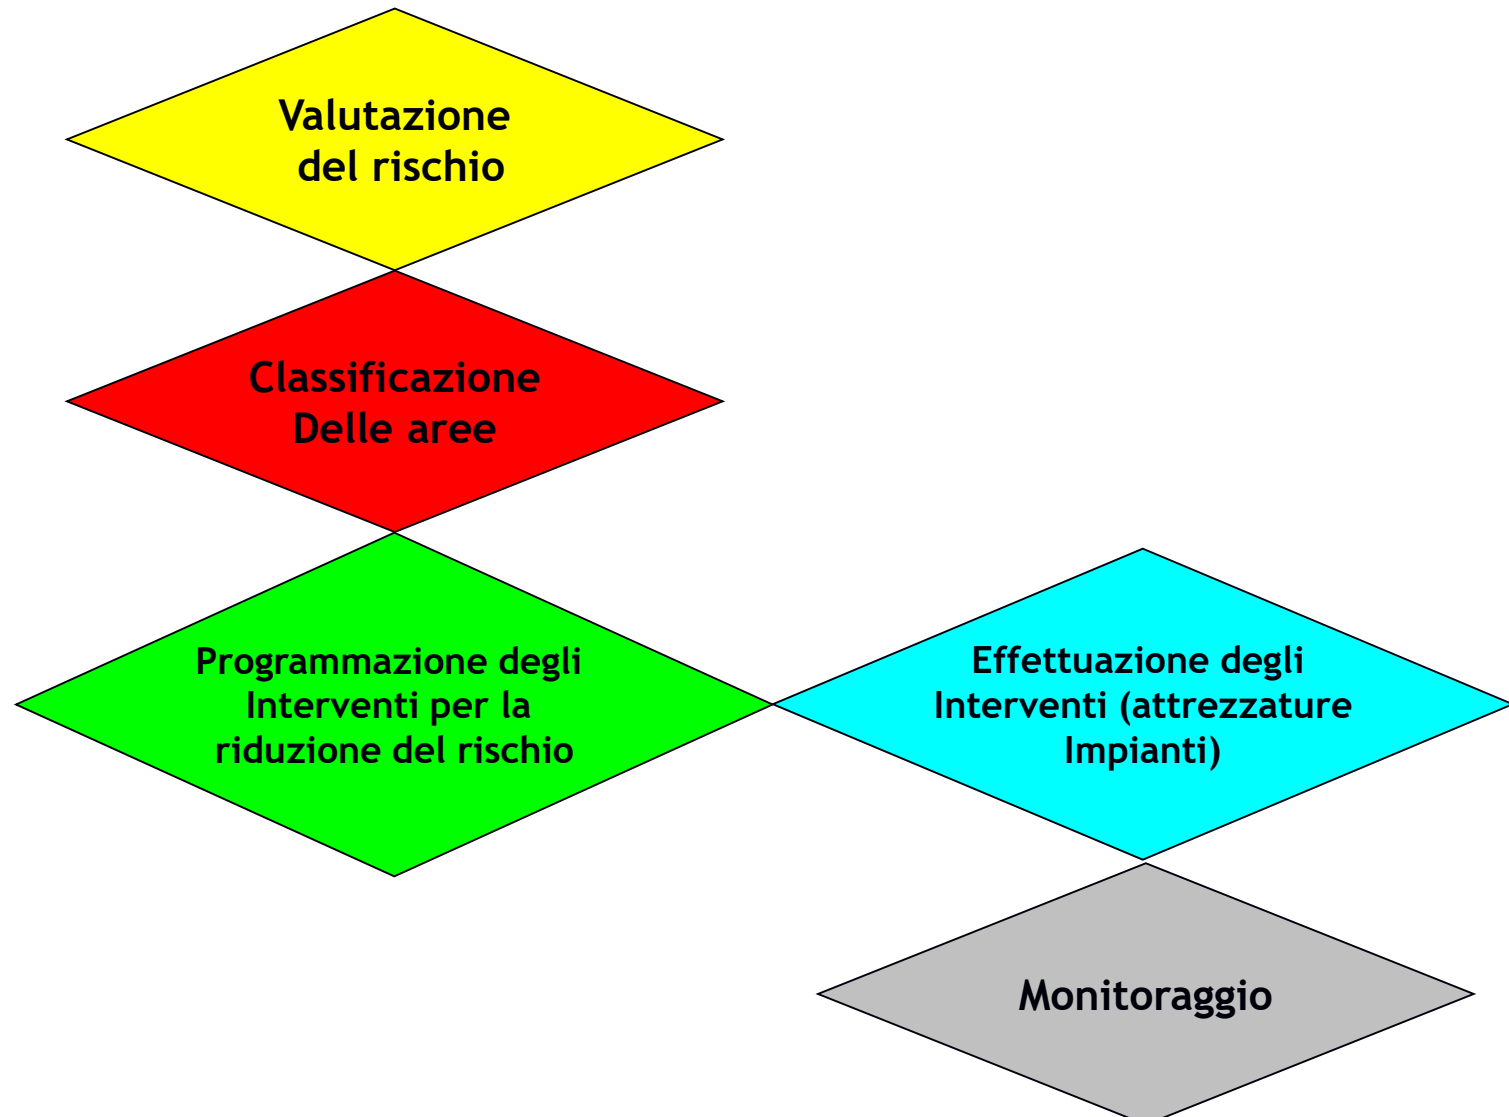 Valutazione
del rischio
Classificazione
Delle aree
Programmazione degli
Interventi per la
riduzione del rischio
Effettuazione degli
Interventi (attrezzature
Impianti)
Monitoraggio